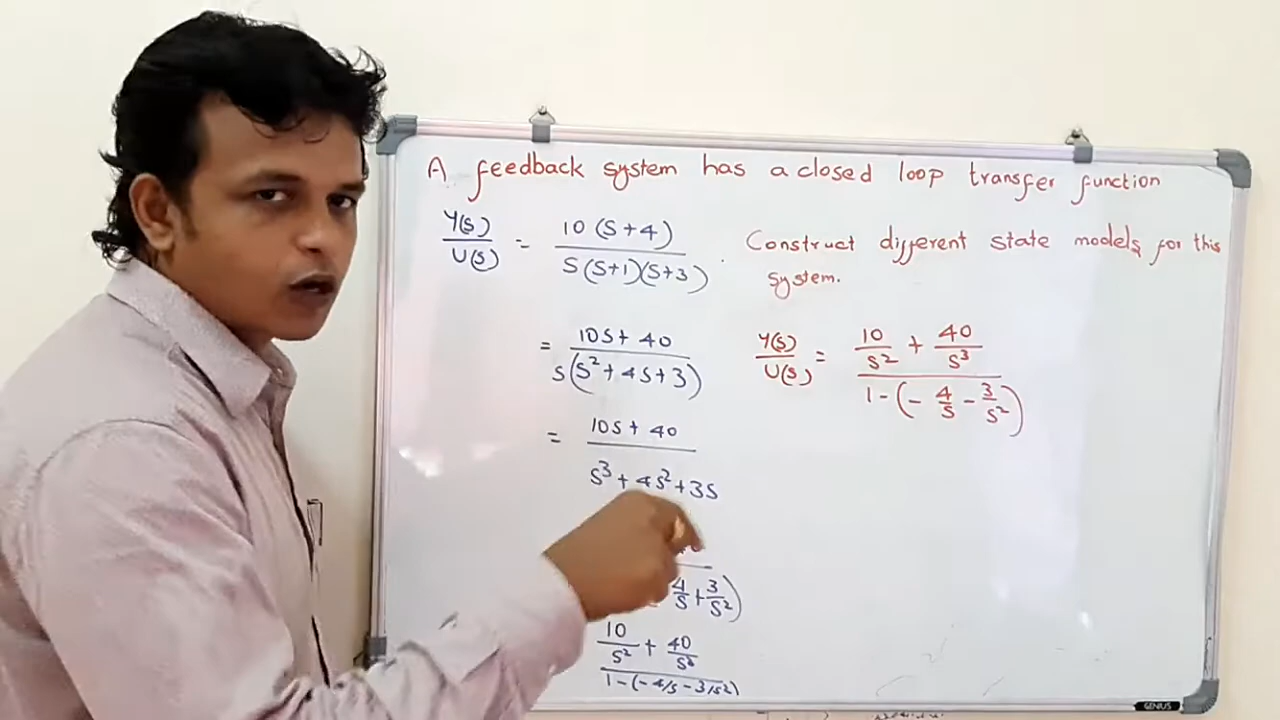 A feedback system has a closed loop transfer function
Y(s)/U(s) = 10(s+4)/s(s+1)(s+3) . Construct different state models for this
system.
= 10s+40/s(s²+4s+3)
Y(s)/U(s) = 10/s² + 40/s³ / 1-(-4/s - 3/s²)
= 10s+40/s³+4s²+3s
4/s + 3/s²)
10/s² + 40/s³ / 1-(-4/s-3/s²)
GENIUS